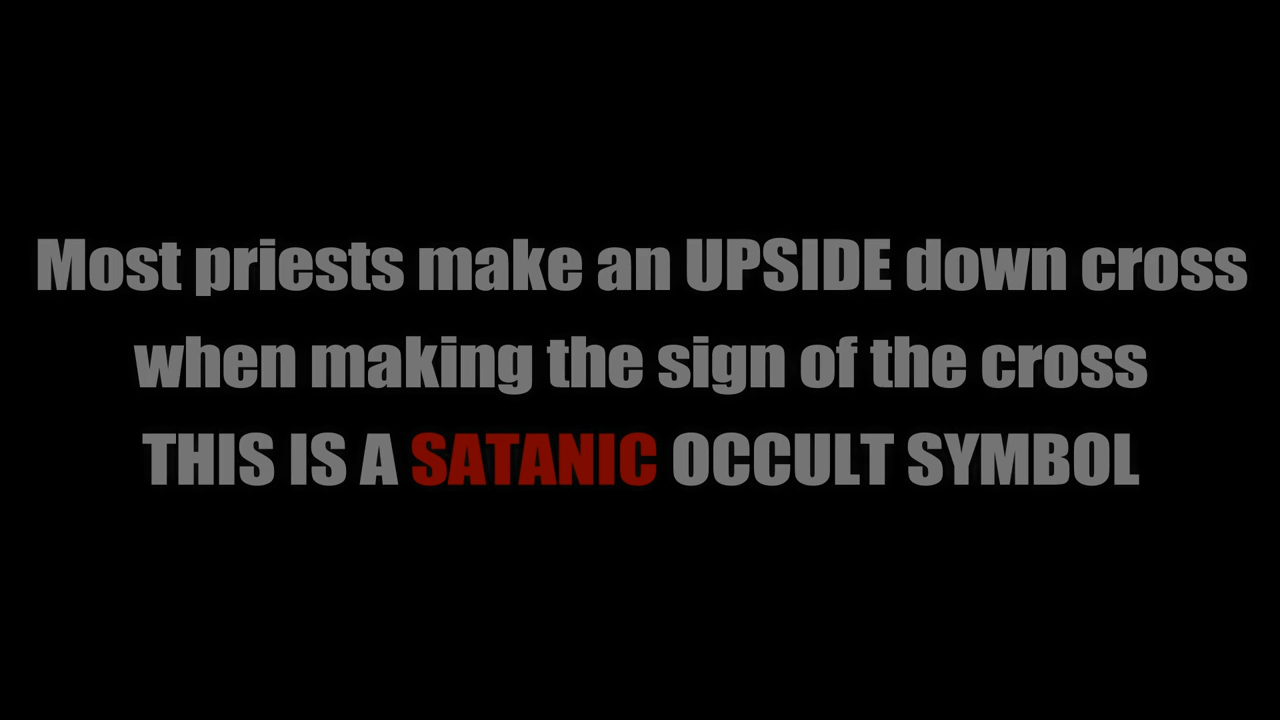 Most priests make an UPSIDE down cross
when making the sign of the cross
THIS IS A SATANIC OCCULT SYMBOL